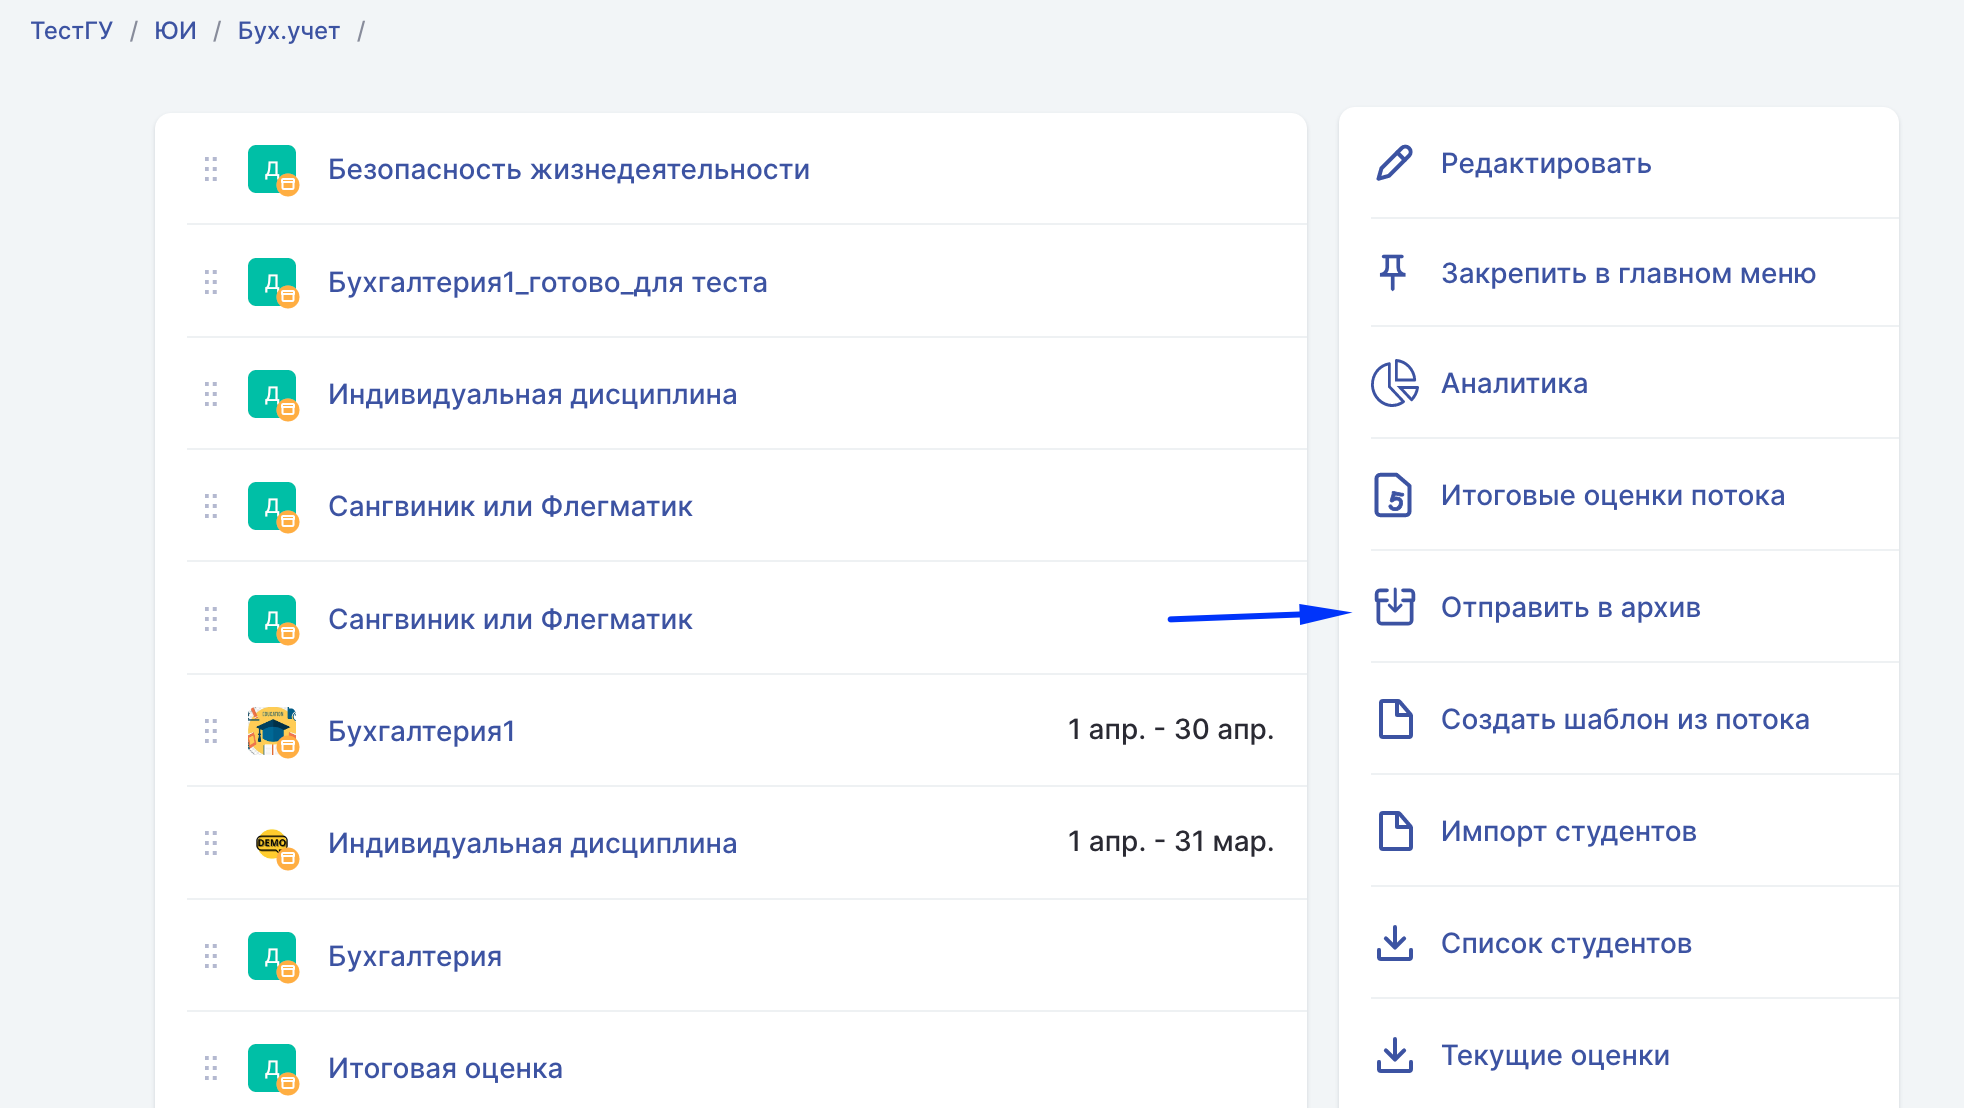 ТестГУ / ЮИ / Бух.учет /
Д Безопасность жизнедеятельности
Д Бухгалтерия1_готово_для теста
Д Индивидуальная дисциплина
Д Сангвиник или Флегматик
Д Сангвиник или Флегматик
EDUCATION Бухгалтерия1 1 апр. - 30 апр.
DEMO Индивидуальная дисциплина 1 апр. - 31 мар.
Д Бухгалтерия
Д Итоговая оценка
Редактировать
Закрепить в главном меню
Аналитика
5 Итоговые оценки потока
Отправить в архив
Создать шаблон из потока
Импорт студентов
Список студентов
Текущие оценки